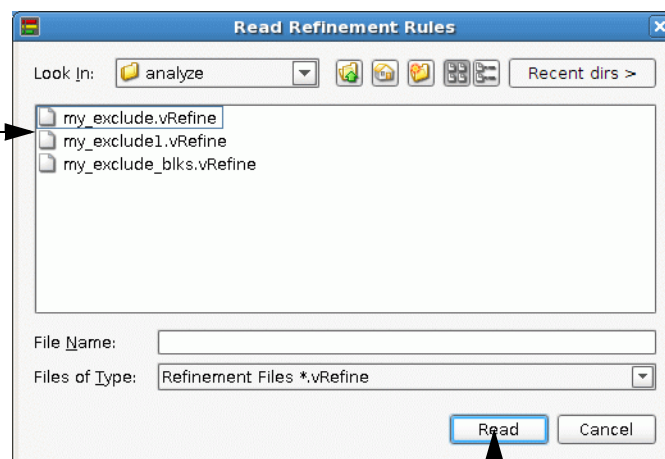 Read Refinement Rules
Look In: analyze Recent dirs >
my_exclude.vRefine
my_exclude1.vRefine
my_exclude_blks.vRefine
File Name:
Files of Type: Refinement Files *.vRefine
Read Cancel